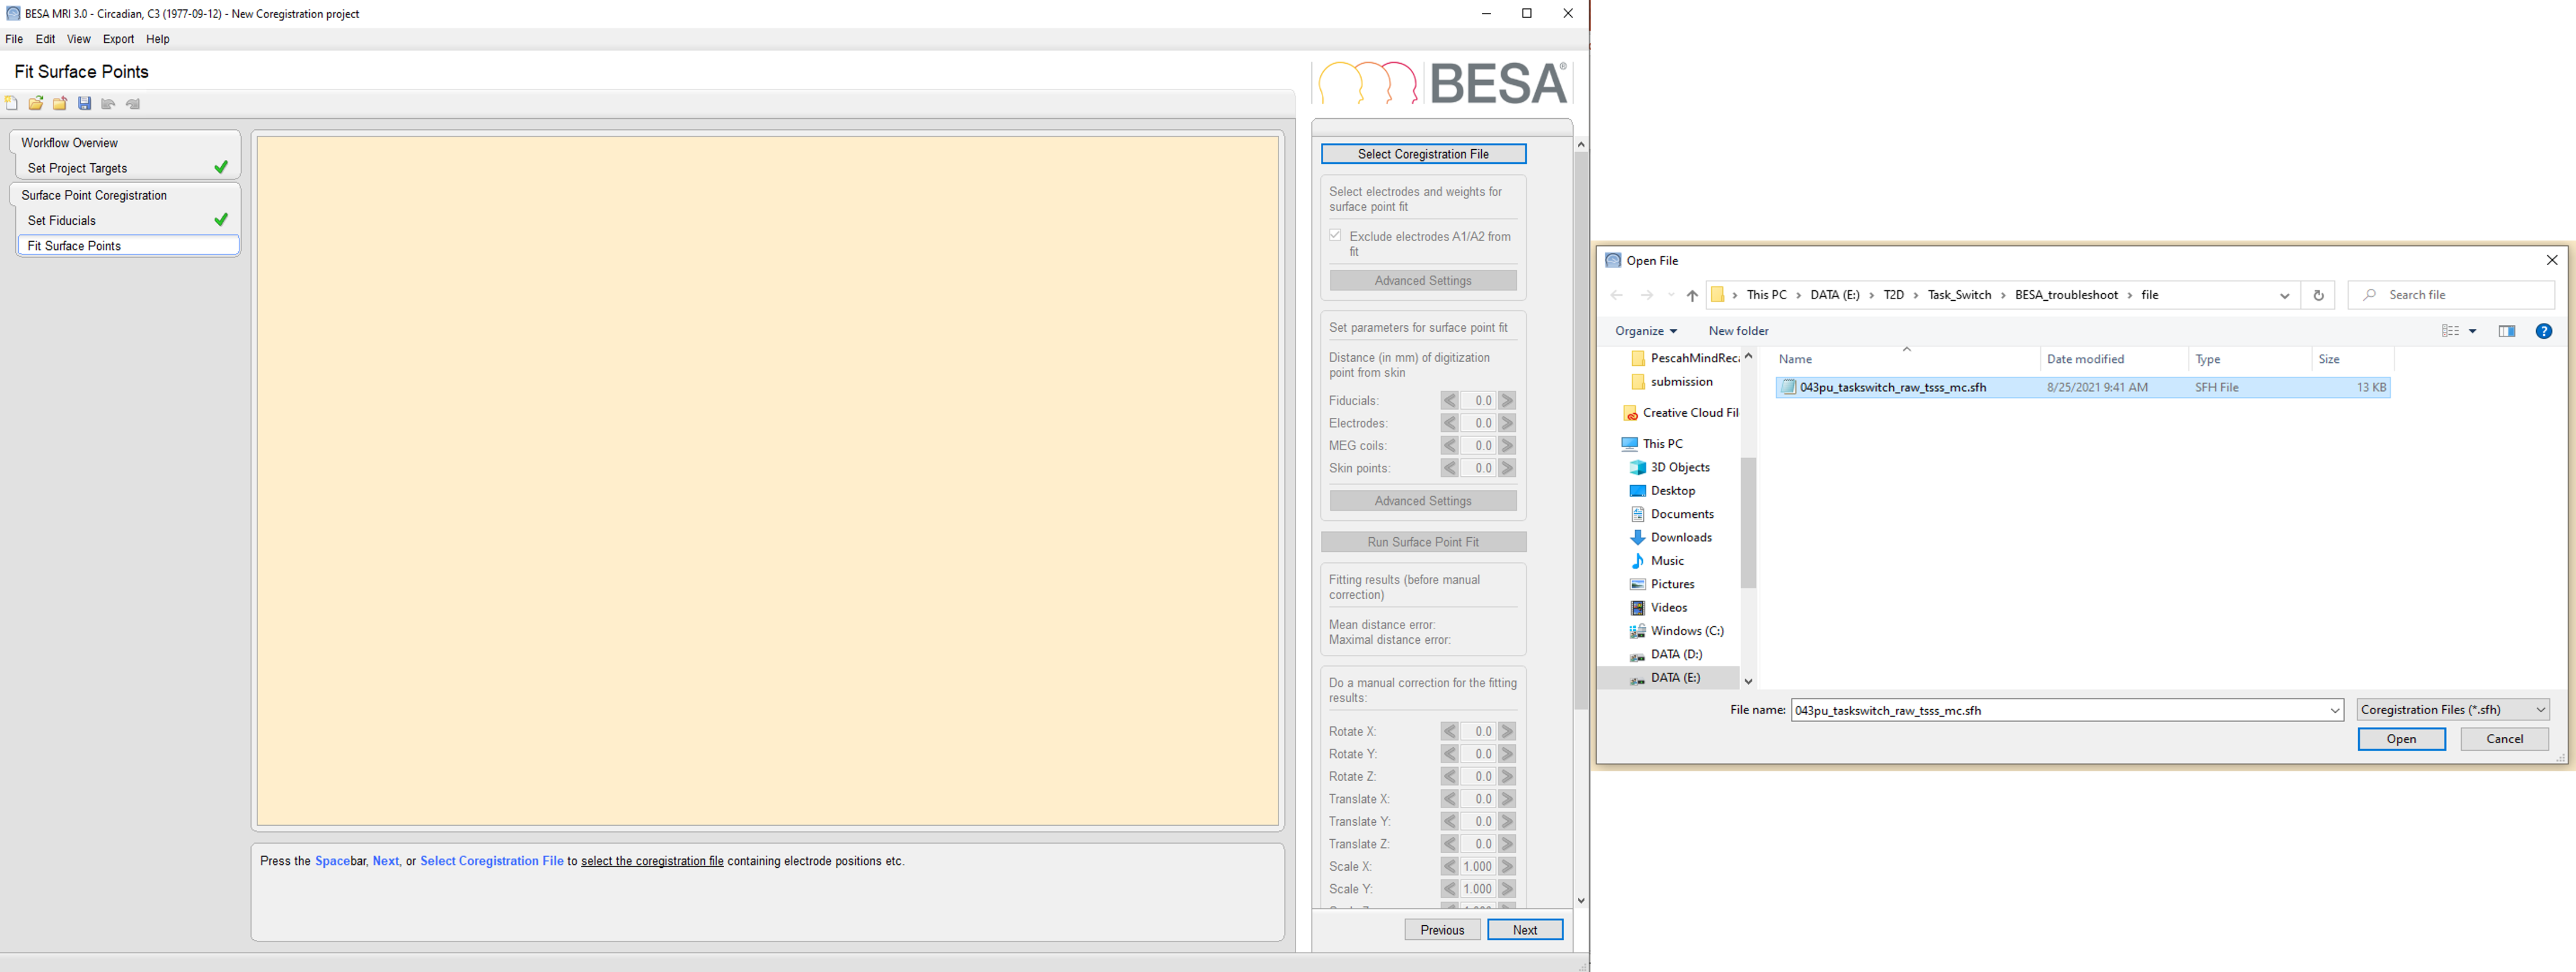 BESA MRI 3.0 - Circadian, C3 (1977-09-12) - New Coregistration project
File Edit View Export Help
Fit Surface Points
BESA®
Workflow Overview
Set Project Targets
Surface Point Coregistration
Set Fiducials
Fit Surface Points
Press the Spacebar, Next, or Select Coregistration File to select the coregistration file containing electrode positions etc.
Select Coregistration File
Select electrodes and weights for
surface point fit
Exclude electrodes A1/A2 from
fit
Advanced Settings
Set parameters for surface point fit
Distance (in mm) of digitization
point from skin
Fiducials: 0.0
Electrodes: 0.0
MEG coils: 0.0
Skin points: 0.0
Advanced Settings
Run Surface Point Fit
Fitting results (before manual
correction)
Mean distance error:
Maximal distance error:
Do a manual correction for the fitting
results:
Rotate X: 0.0
Rotate Y: 0.0
Rotate Z: 0.0
Translate X: 0.0
Translate Y: 0.0
Translate Z: 0.0
Scale X: 1.000
Scale Y: 1.000
Previous Next
Open File
This PC › DATA (E:) › T2D › Task_Switch › BESA_troubleshoot › file
Search file
Organize New folder
PescahMindReca
submission
Creative Cloud Fil
This PC
3D Objects
Desktop
Documents
Downloads
Music
Pictures
Videos
Windows (C:)
DATA (D:)
DATA (E:)
Name Date modified Type Size
043pu_taskswitch_raw_tsss_mc.sfh 8/25/2021 9:41 AM SFH File 13 KB
File name: 043pu_taskswitch_raw_tsss_mc.sfh Coregistration Files (*.sfh)
Open Cancel